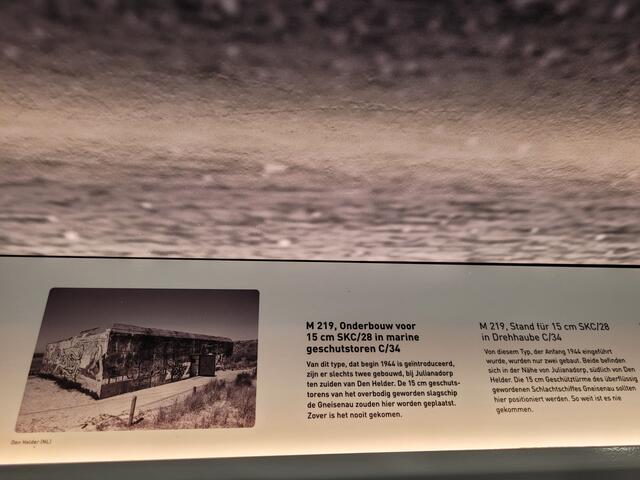 M 219, Onderbouw voor
15 cm SKC/28 in marine
geschutstoren C/34
Van dit type, dat begin 1944 is geïntroduceerd,
zijn er slechts twee gebouwd, bij Julianadorp
ten zuiden van Den Helder. De 15 cm geschuts-
torens van het overbodig geworden slagschip
de Gneisenau zouden hier worden geplaatst.
Zover is het nooit gekomen.
M 219, Stand für 15 cm SKC/28
in Drehhaube C/34
Von diesem Typ, der Anfang 1944 eingeführt
wurde, wurden nur zwei gebaut. Beide befinden
sich in der Nähe von Julianadorp, südlich von Den
Helder. Die 15 cm Geschütztürme des überflüssig
gewordenen Schlachtschiffes Gneisenau sollten
hier positioniert werden. So weit ist es nie
gekommen.
Den Helder (NL)